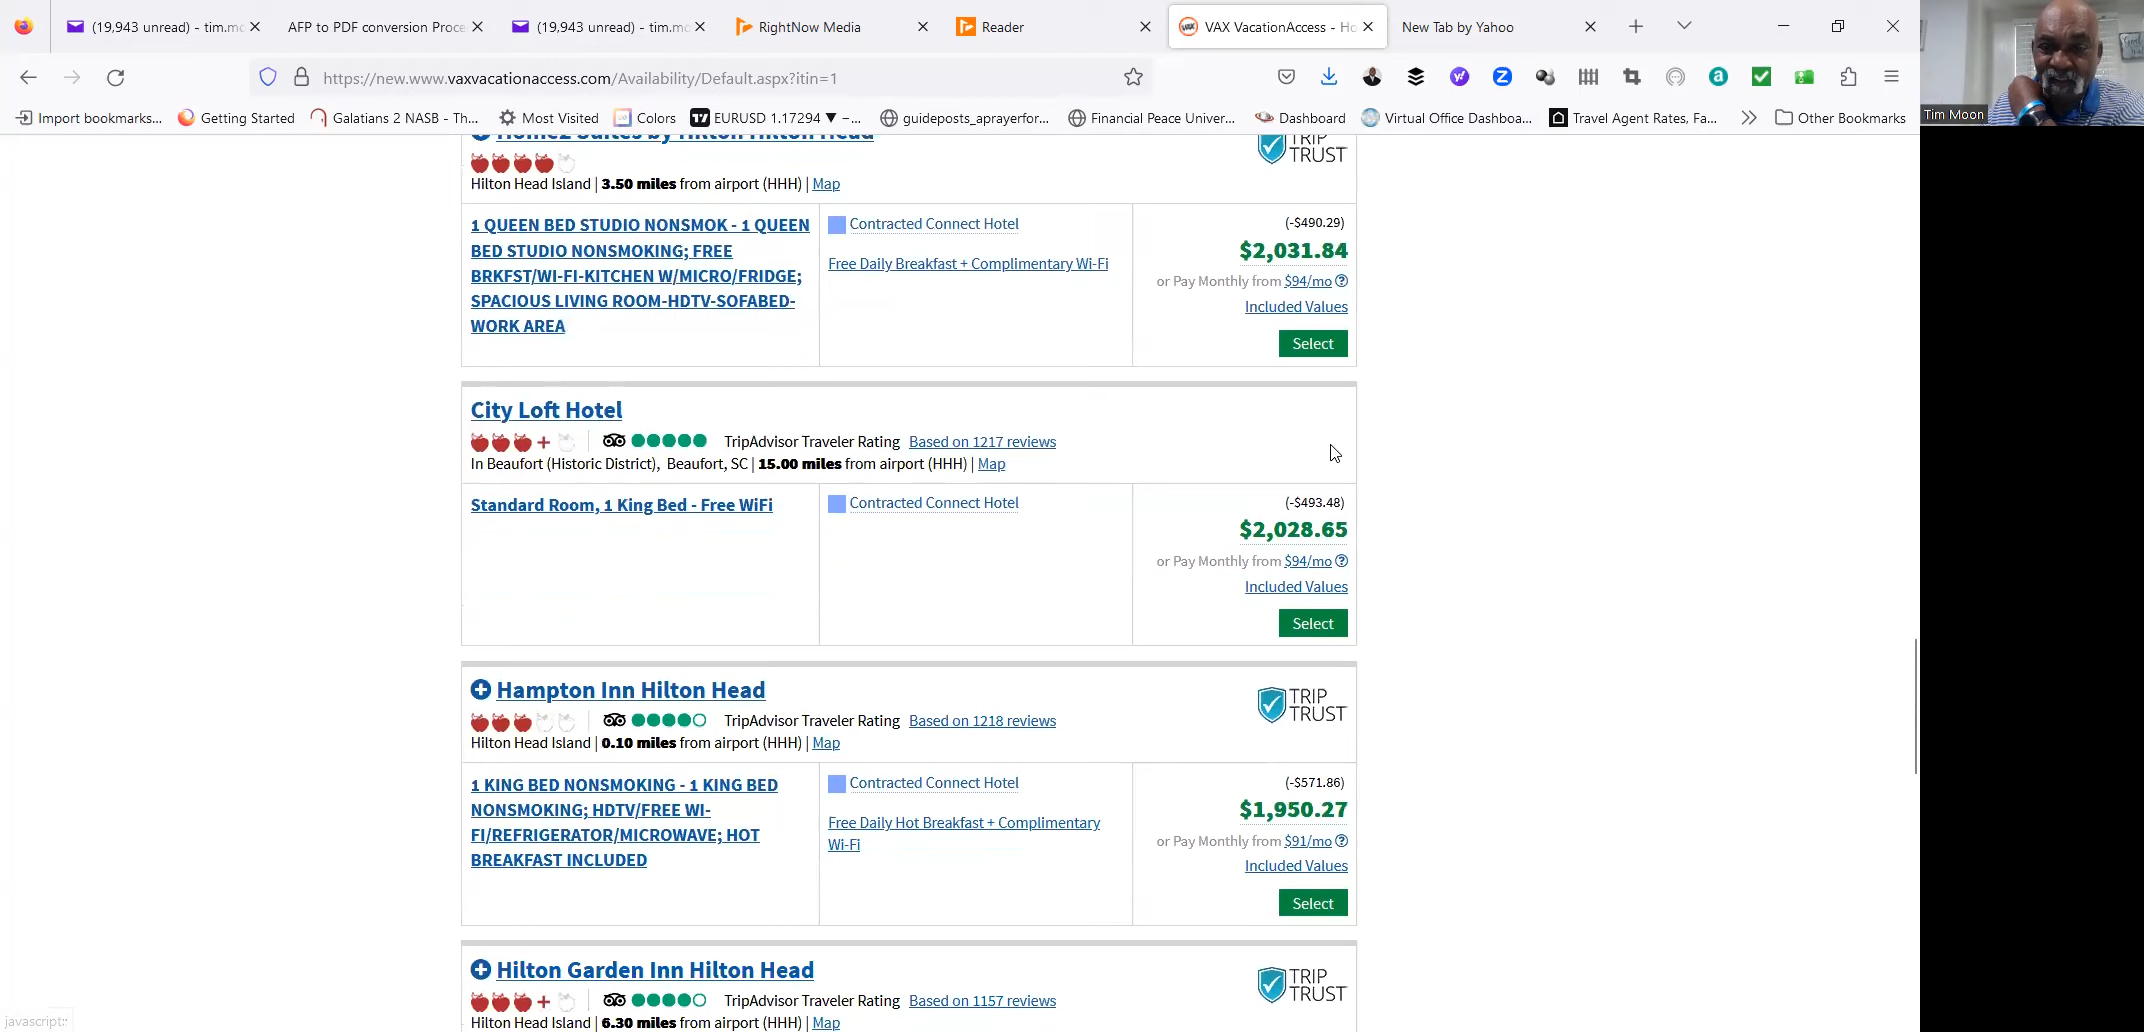 (19,943 unread) - tim.mo
AFP to PDF conversion Proce
(19,943 unread) - tim.mo
RightNow Media
Reader
VAX VacationAccess - Ho
New Tab by Yahoo
https://new.www.vaxvacationaccess.com/Availability/Default.aspx?itin=1
Import bookmarks...
Getting Started
Galatians 2 NASB - Th...
Most Visited
Colors
EURUSD 1.17294 ▼ −...
guideposts_aprayerfor...
Financial Peace Univer...
Dashboard
Virtual Office Dashboa...
Travel Agent Rates, Fa...
Other Bookmarks
Tim Moon
Home2 Suites by Hilton Hilton Head
TRIP
TRUST
Hilton Head Island | 3.50 miles from airport (HHH) | Map
1 QUEEN BED STUDIO NONSMOK - 1 QUEEN
BED STUDIO NONSMOKING; FREE
BRKFST/WI-FI-KITCHEN W/MICRO/FRIDGE;
SPACIOUS LIVING ROOM-HDTV-SOFABED-
WORK AREA
Contracted Connect Hotel
Free Daily Breakfast + Complimentary Wi-Fi
(-$490.29)
$2,031.84
or Pay Monthly from $94/mo ?
Included Values
Select
City Loft Hotel
TripAdvisor Traveler Rating Based on 1217 reviews
In Beaufort (Historic District), Beaufort, SC | 15.00 miles from airport (HHH) | Map
Standard Room, 1 King Bed - Free WiFi
Contracted Connect Hotel
(-$493.48)
$2,028.65
or Pay Monthly from $94/mo ?
Included Values
Select
Hampton Inn Hilton Head
TRIP
TRUST
TripAdvisor Traveler Rating Based on 1218 reviews
Hilton Head Island | 0.10 miles from airport (HHH) | Map
1 KING BED NONSMOKING - 1 KING BED
NONSMOKING; HDTV/FREE WI-
FI/REFRIGERATOR/MICROWAVE; HOT
BREAKFAST INCLUDED
Contracted Connect Hotel
Free Daily Hot Breakfast + Complimentary
Wi-Fi
(-$571.86)
$1,950.27
or Pay Monthly from $91/mo ?
Included Values
Select
Hilton Garden Inn Hilton Head
TRIP
TRUST
TripAdvisor Traveler Rating Based on 1157 reviews
Hilton Head Island | 6.30 miles from airport (HHH) | Map
javascript: